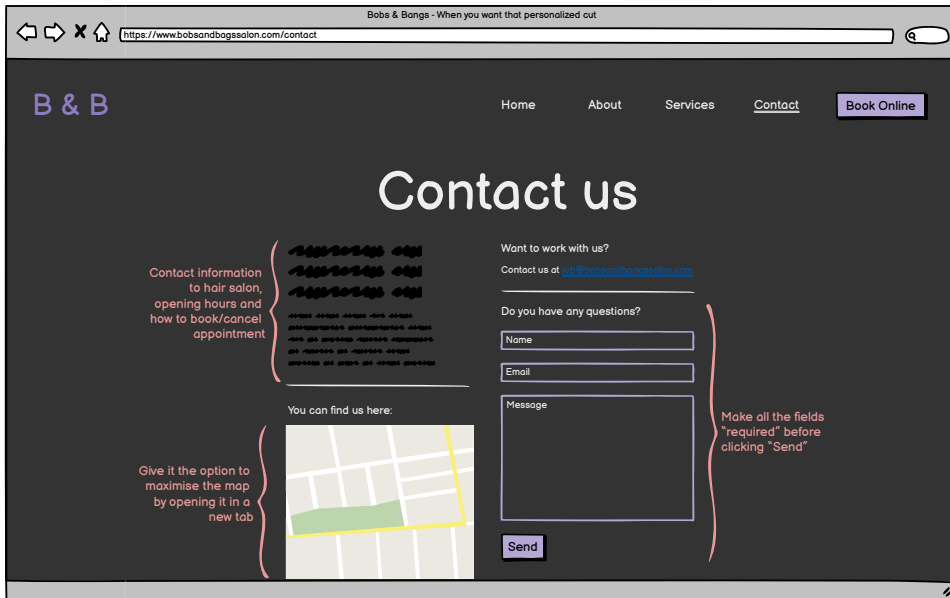 Bobs & Bangs - When you want that personalized cut
https://www.bobsandbagssalon.com/contact
B & B
Home
About
Services
Contact
Book Online
Contact us
Contact information
to hair salon,
opening hours and
how to book/cancel
appointment
You can find us here:
Give it the option to
maximise the map
by opening it in a
new tab
Want to work with us?
Contact us at job@bobsandbangssalon.com
Do you have any questions?
Name
Email
Message
Send
Make all the fields
"required" before
clicking "Send"